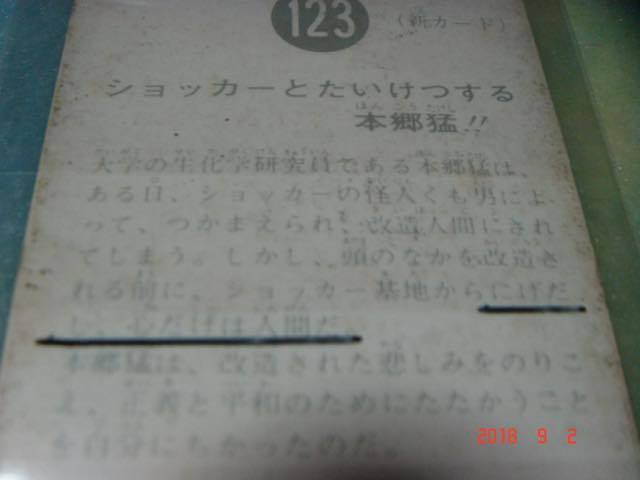 123
(新カード)
ショッカーとたいけつする
ほんごうたけし
本郷猛!!
大学の生化学研究員である本郷猛は、
ある日、ショッカーの怪人くも男によ
って、つかまえられ、改造人間にされ
てしまう。しかし、頭のなかを改造さ
れる前に、ショッカー基地からにげだ
し、心だけは人間だ。
本郷猛は、改造された悲しみをのりこ
え、正義と平和のためにたたかうこと
を自分にちかったのだ。
2018 9 2